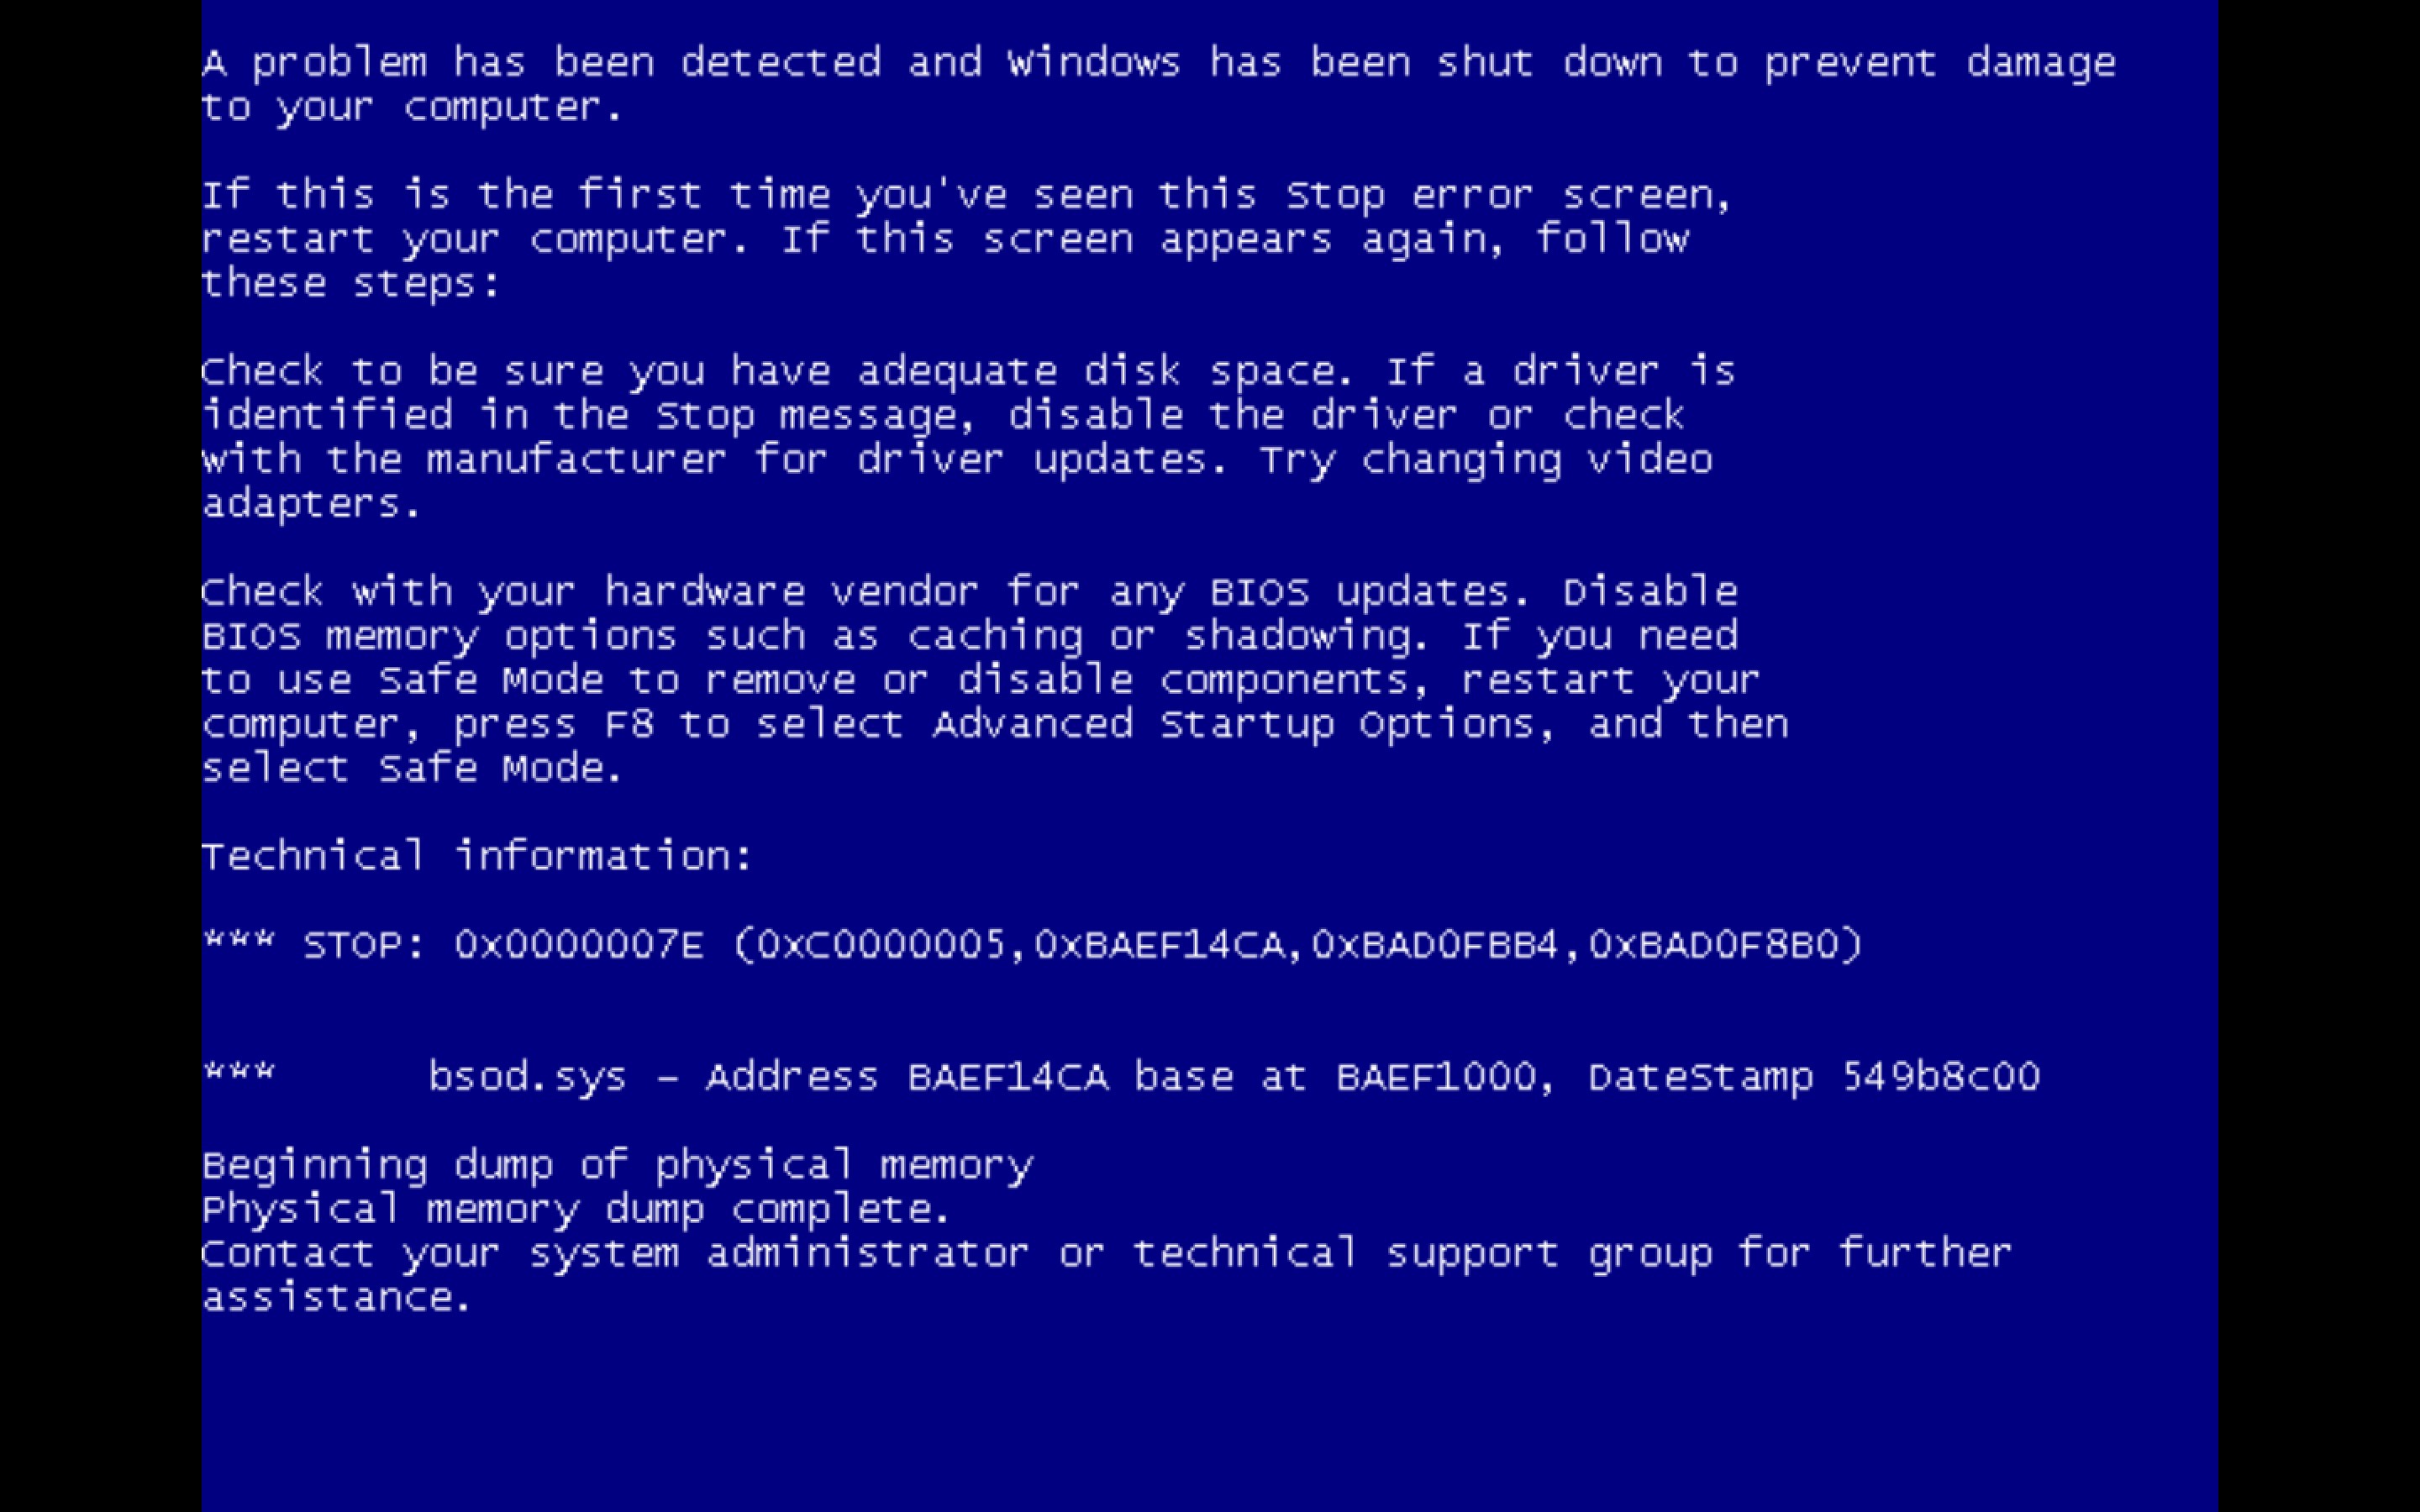 A problem has been detected and Windows has been shut down to prevent damage
to your computer.
If this is the first time you've seen this Stop error screen,
restart your computer. If this screen appears again, follow
these steps:
Check to be sure you have adequate disk space. If a driver is
identified in the Stop message, disable the driver or check
with the manufacturer for driver updates. Try changing video
adapters.
Check with your hardware vendor for any BIOS updates. Disable
BIOS memory options such as caching or shadowing. If you need
to use Safe Mode to remove or disable components, restart your
computer, press F8 to select Advanced Startup Options, and then
select Safe Mode.
Technical information:
*** STOP: 0x0000007E (0xC0000005,0xBAEF14CA,0xBAD0FBB4,0xBAD0F8B0)
***      bsod.sys – Address BAEF14CA base at BAEF1000, DateStamp 549b8c00
Beginning dump of physical memory
Physical memory dump complete.
Contact your system administrator or technical support group for further
assistance.